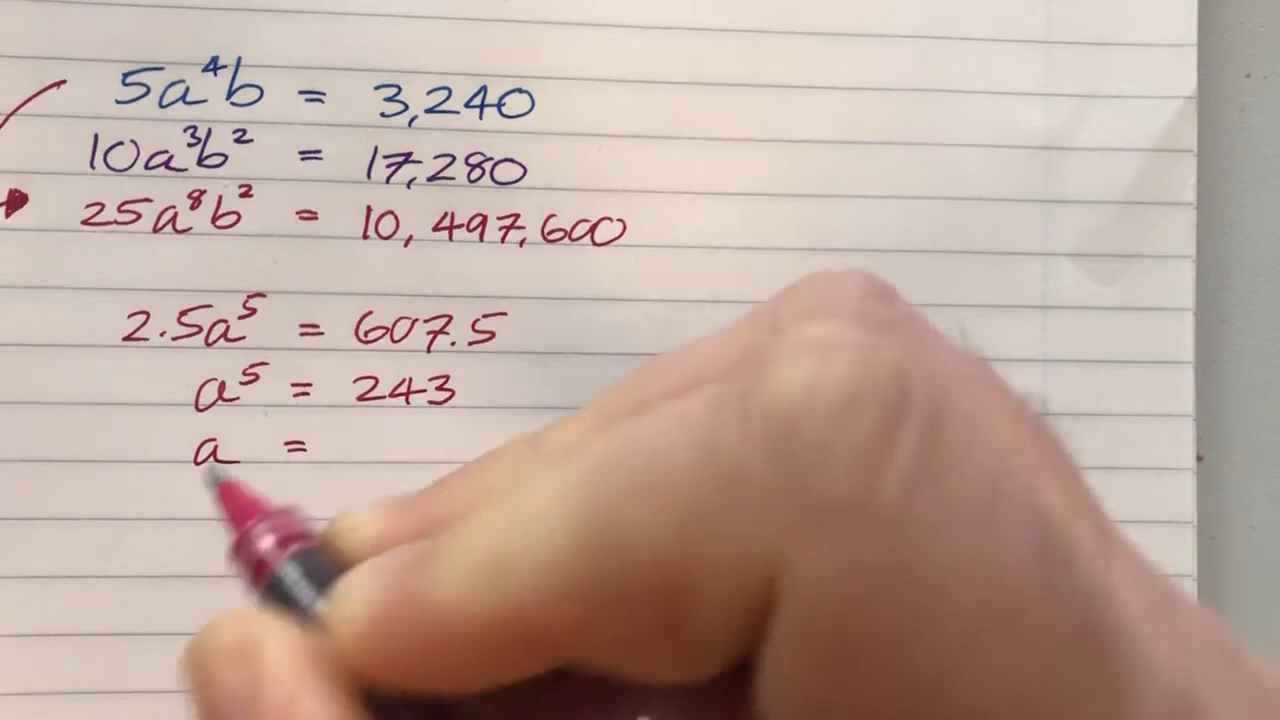 5a⁴b = 3,240
10a³b² = 17,280
25a⁸b² = 10,497,600
2.5a⁵ = 607.5
a⁵ = 243
a =